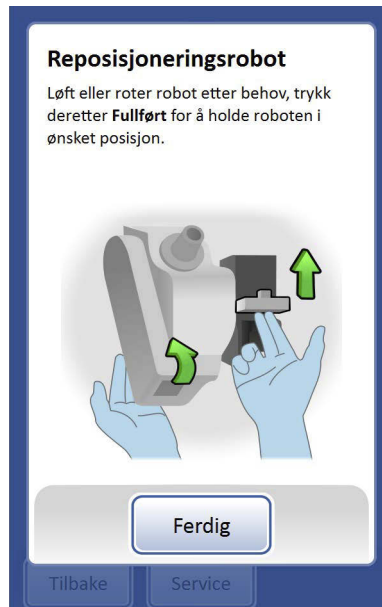 Reposisjoneringsrobot
Løft eller roter robot etter behov, trykk
deretter Fullført for å holde roboten i
ønsket posisjon.
Ferdig
Tilbake
Service